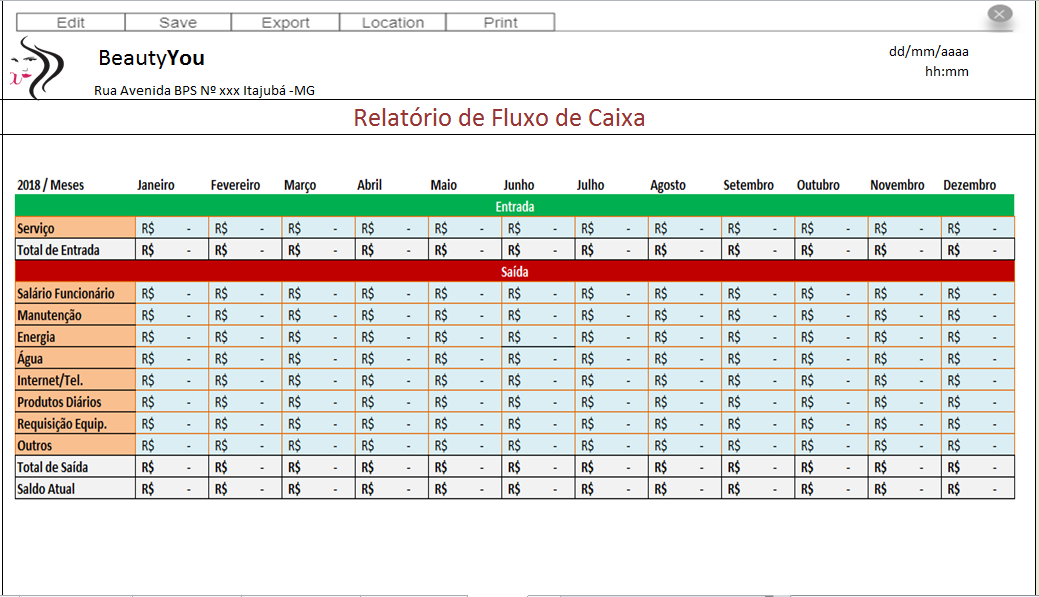 Edit Save Export Location Print
BeautyYou
dd/mm/aaaa
hh:mm
Rua Avenida BPS Nº xxx Itajubá -MG
Relatório de Fluxo de Caixa
2018 / Meses Janeiro Fevereiro Março Abril Maio Junho Julho Agosto Setembro Outubro Novembro Dezembro
Entrada
Serviço R$ - R$ - R$ - R$ - R$ - R$ - R$ - R$ - R$ - R$ - R$ - R$ -
Total de Entrada R$ - R$ - R$ - R$ - R$ - R$ - R$ - R$ - R$ - R$ - R$ - R$ -
Saída
Salário Funcionário R$ - R$ - R$ - R$ - R$ - R$ - R$ - R$ - R$ - R$ - R$ - R$ -
Manutenção R$ - R$ - R$ - R$ - R$ - R$ - R$ - R$ - R$ - R$ - R$ - R$ -
Energia R$ - R$ - R$ - R$ - R$ - R$ - R$ - R$ - R$ - R$ - R$ - R$ -
Água R$ - R$ - R$ - R$ - R$ - R$ - R$ - R$ - R$ - R$ - R$ - R$ -
Internet/Tel. R$ - R$ - R$ - R$ - R$ - R$ - R$ - R$ - R$ - R$ - R$ - R$ -
Produtos Diários R$ - R$ - R$ - R$ - R$ - R$ - R$ - R$ - R$ - R$ - R$ - R$ -
Requisição Equip. R$ - R$ - R$ - R$ - R$ - R$ - R$ - R$ - R$ - R$ - R$ - R$ -
Outros R$ - R$ - R$ - R$ - R$ - R$ - R$ - R$ - R$ - R$ - R$ - R$ -
Total de Saída R$ - R$ - R$ - R$ - R$ - R$ - R$ - R$ - R$ - R$ - R$ - R$ -
Saldo Atual R$ - R$ - R$ - R$ - R$ - R$ - R$ - R$ - R$ - R$ - R$ - R$ -